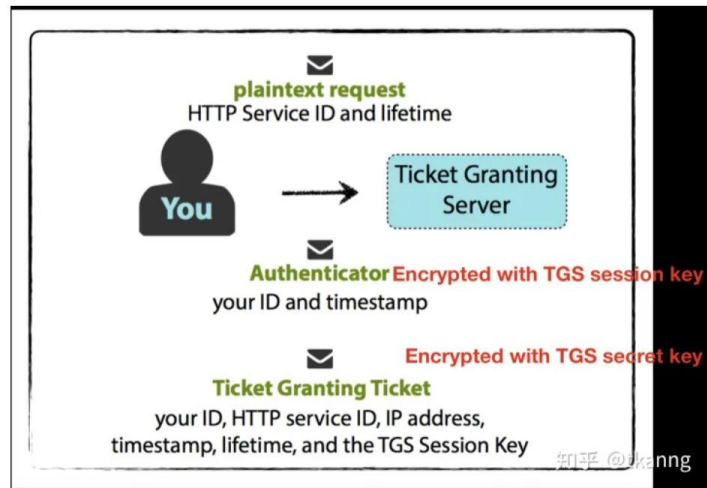 plaintext request
HTTP Service ID and lifetime
You
Ticket Granting
Server
Authenticator Encrypted with TGS session key
your ID and timestamp
Encrypted with TGS secret key
Ticket Granting Ticket
your ID, HTTP service ID, IP address,
timestamp, lifetime, and the TGS Session Key
知乎 @tkanng